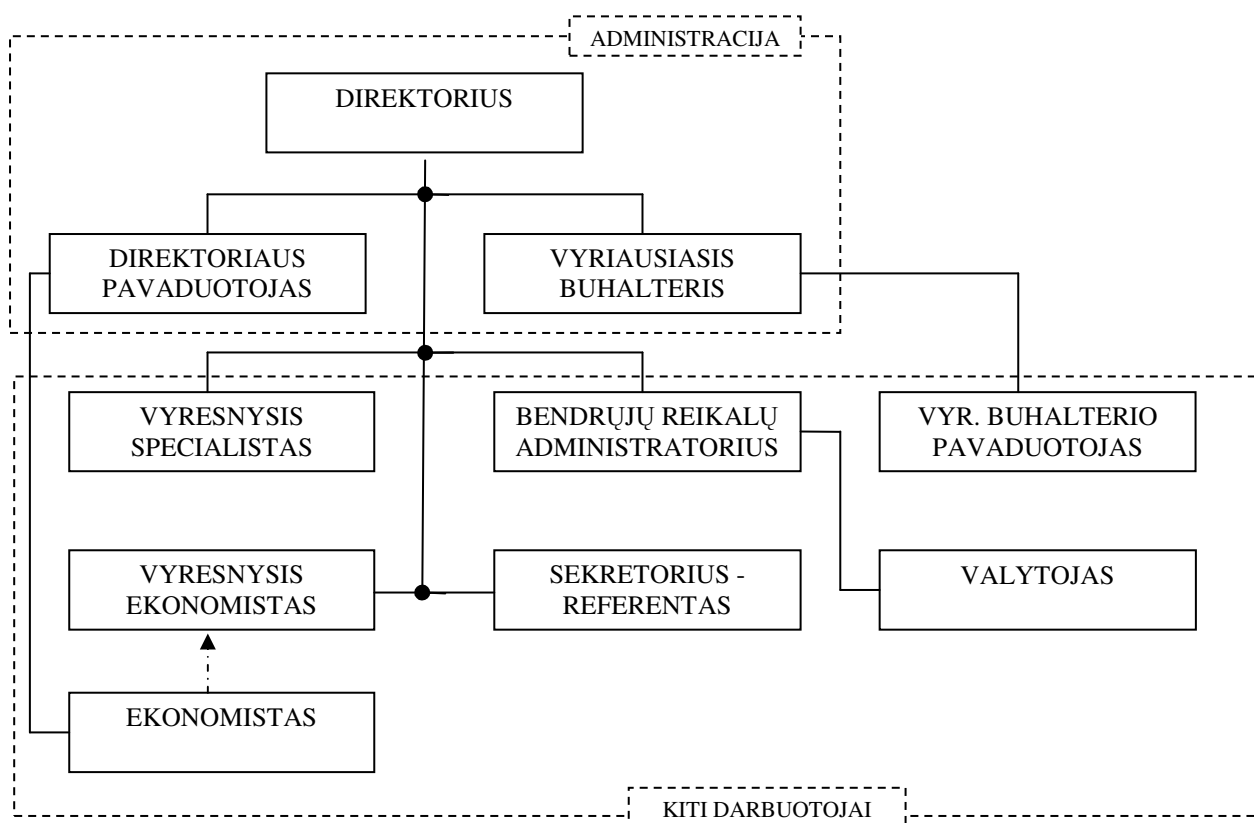 ADMINISTRACIJA
DIREKTORIUS
DIREKTORIAUS
PAVADUOTOJAS
VYRIAUSIASIS
BUHALTERIS
VYRESNYSIS
SPECIALISTAS
BENDRŲJŲ REIKALŲ
ADMINISTRATORIUS
VYR. BUHALTERIO
PAVADUOTOJAS
VYRESNYSIS
EKONOMISTAS
SEKRETORIUS -
REFERENTAS
VALYTOJAS
EKONOMISTAS
KITI DARBUOTOJAI